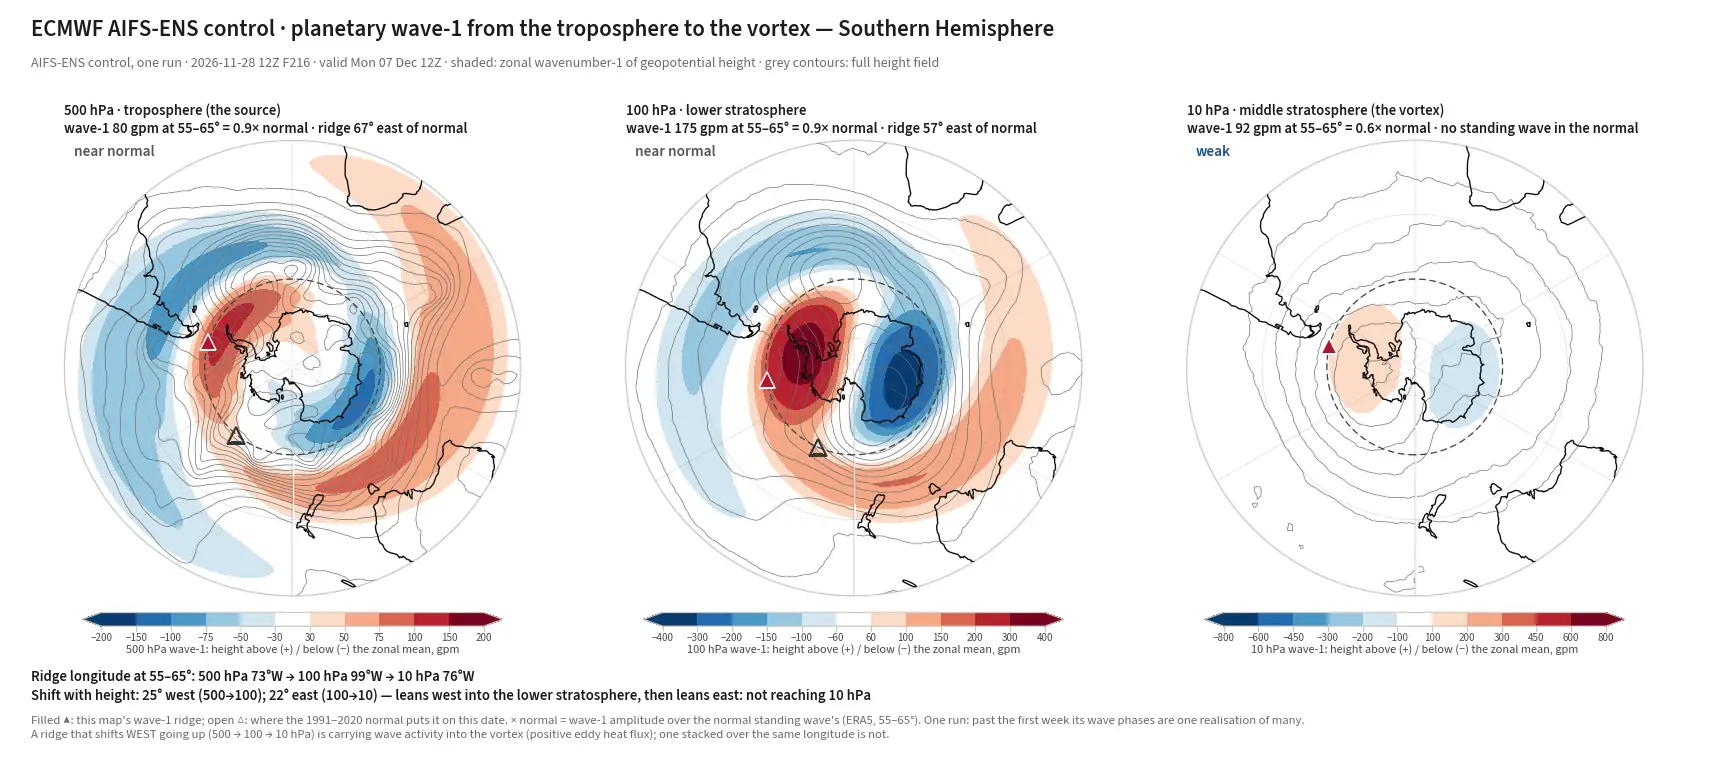 ECMWF AIFS-ENS control · planetary wave-1 from the troposphere to the vortex — Southern Hemisphere
AIFS-ENS control, one run · 2026-11-28 12Z F216 · valid Mon 07 Dec 12Z · shaded: zonal wavenumber-1 of geopotential height · grey contours: full height field
500 hPa · troposphere (the source)
wave-1 80 gpm at 55–65° = 0.9× normal · ridge 67° east of normal
near normal
100 hPa · lower stratosphere
wave-1 175 gpm at 55–65° = 0.9× normal · ridge 57° east of normal
near normal
10 hPa · middle stratosphere (the vortex)
wave-1 92 gpm at 55–65° = 0.6× normal · no standing wave in the normal
weak
−200 −150 −100 −75 −50 −30 30 50 75 100 150 200
500 hPa wave-1: height above (+) / below (−) the zonal mean, gpm
−400 −300 −200 −150 −100 −60 60 100 150 200 300 400
100 hPa wave-1: height above (+) / below (−) the zonal mean, gpm
−800 −600 −450 −300 −200 −100 100 200 300 450 600 800
10 hPa wave-1: height above (+) / below (−) the zonal mean, gpm
Ridge longitude at 55–65°: 500 hPa 73°W → 100 hPa 99°W → 10 hPa 76°W
Shift with height: 25° west (500→100); 22° east (100→10) — leans west into the lower stratosphere, then leans east: not reaching 10 hPa
Filled ▲: this map's wave-1 ridge; open △: where the 1991–2020 normal puts it on this date. × normal = wave-1 amplitude over the normal standing wave's (ERA5, 55–65°). One run: past the first week its wave phases are one realisation of many.
A ridge that shifts WEST going up (500 → 100 → 10 hPa) is carrying wave activity into the vortex (positive eddy heat flux); one stacked over the same longitude is not.